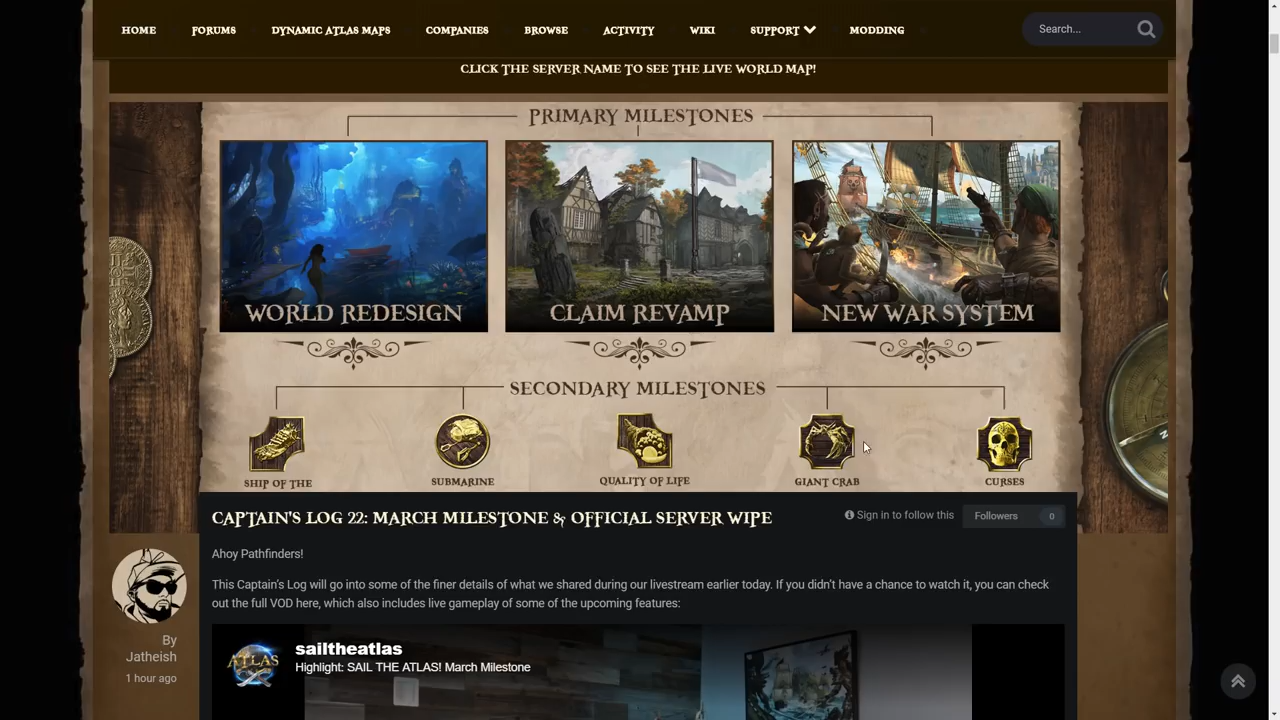 HOME FORUMS DYNAMIC ATLAS MAPS COMPANIES BROWSE ACTIVITY WIKI SUPPORT MODDING Search...
CLICK THE SERVER NAME TO SEE THE LIVE WORLD MAP!
PRIMARY MILESTONES
WORLD REDESIGN CLAIM REVAMP NEW WAR SYSTEM
SECONDARY MILESTONES
SHIP OF THE SUBMARINE QUALITY OF LIFE GIANT CRAB CURSES
CAPTAIN'S LOG 22: MARCH MILESTONE & OFFICIAL SERVER WIPE Sign in to follow this Followers 0
Ahoy Pathfinders!
This Captain's Log will go into some of the finer details of what we shared during our livestream earlier today. If you didn't have a chance to watch it, you can check
out the full VOD here, which also includes live gameplay of some of the upcoming features:
By
Jatheish
1 hour ago
ATLAS
sailtheatlas
Highlight: SAIL THE ATLAS! March Milestone